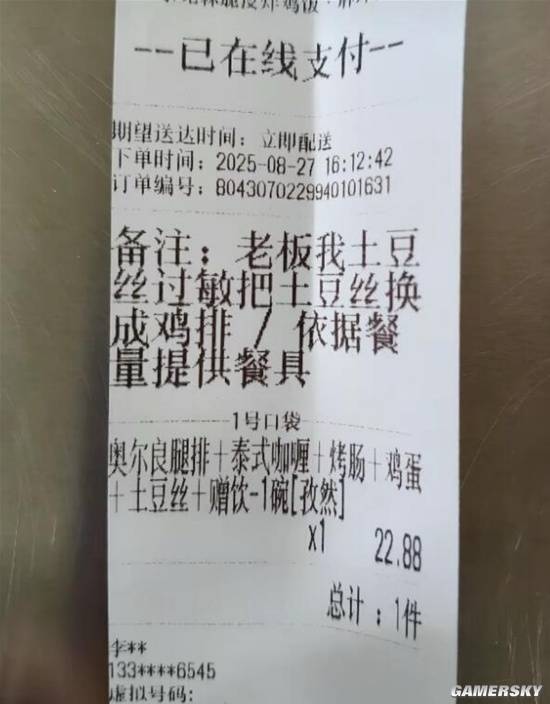 --已在线支付--
期望送达时间：立即配送
下单时间：2025-08-27 16:12:42
订单编号：8043070229940101631
备注：老板我土豆
丝过敏把土豆丝换
成鸡排 / 依据餐
量提供餐具
1号口袋
奥尔良腿排+泰式咖喱+烤肠+鸡蛋
+土豆丝+赠饮-1碗[孜然]
x1 22.88
总计：1件
李**
133****6545
虚拟号码：
GAMERSKY